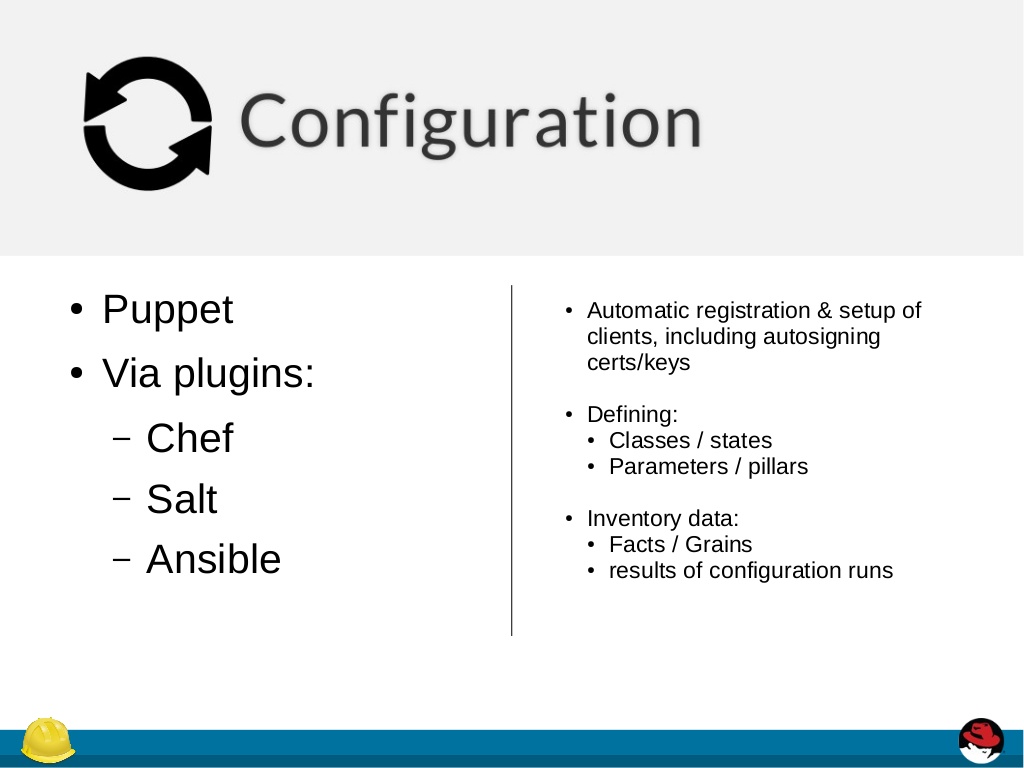 Configuration
• Puppet
• Via plugins:
– Chef
– Salt
– Ansible
• Automatic registration & setup of
clients, including autosigning
certs/keys
• Defining:
• Classes / states
• Parameters / pillars
• Inventory data:
• Facts / Grains
• results of configuration runs